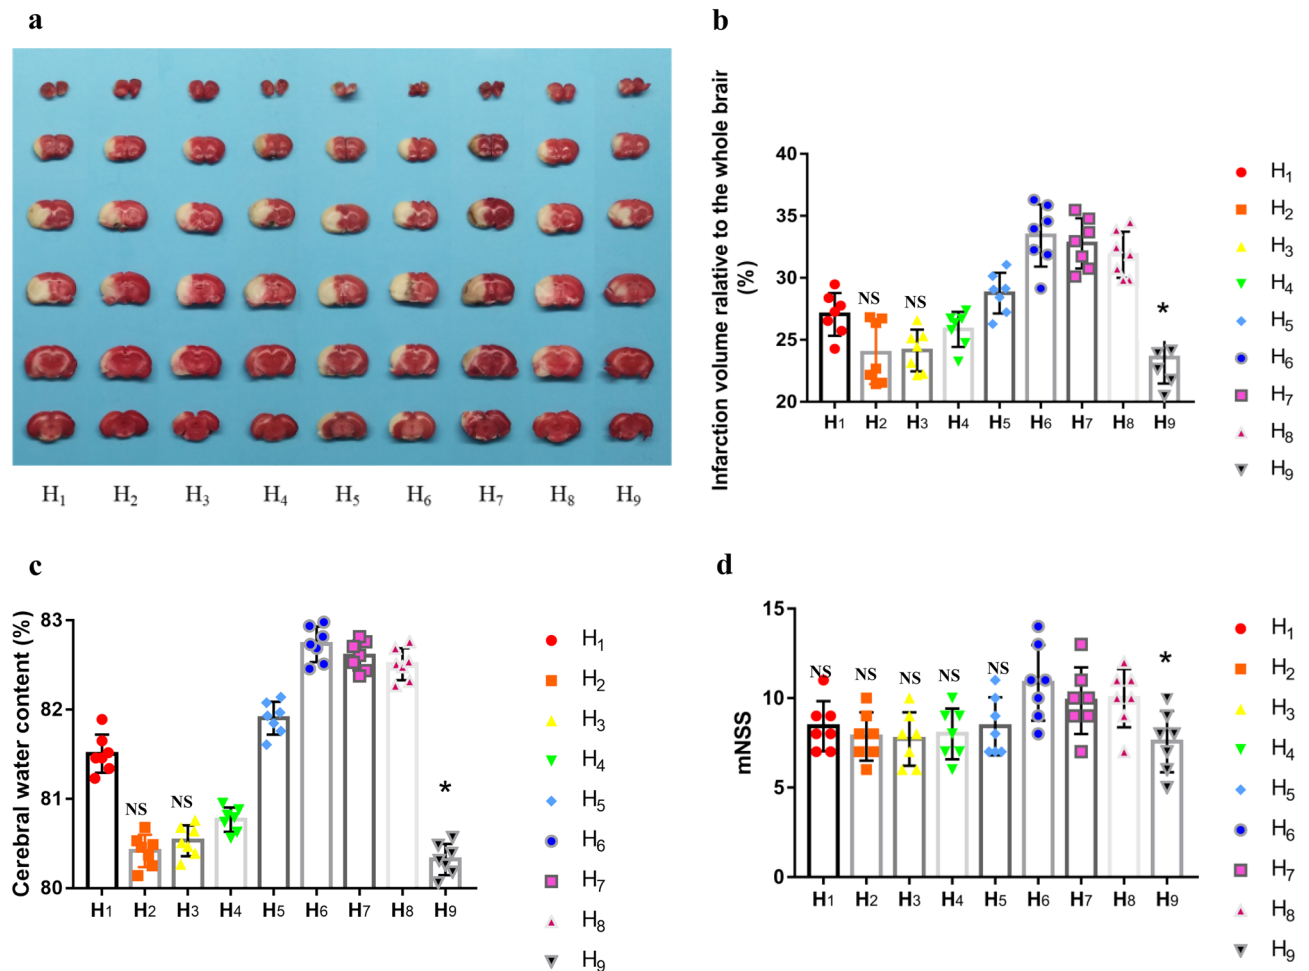 a
H1 H2 H3 H4 H5 H6 H7 H8 H9
b
Infarction volume ralative to the whole brair
(%)
40
35
30
25
20
NS NS *
H1 H2 H3 H4 H5 H6 H7 H8 H9
H1
H2
H3
H4
H5
H6
H7
H8
H9
c
Cerebral water content (%)
83
82
81
80
NS NS *
H1 H2 H3 H4 H5 H6 H7 H8 H9
H1
H2
H3
H4
H5
H6
H7
H8
H9
d
mNSS
15
10
5
0
NS NS NS NS NS *
H1 H2 H3 H4 H5 H6 H7 H8 H9
H1
H2
H3
H4
H5
H6
H7
H8
H9